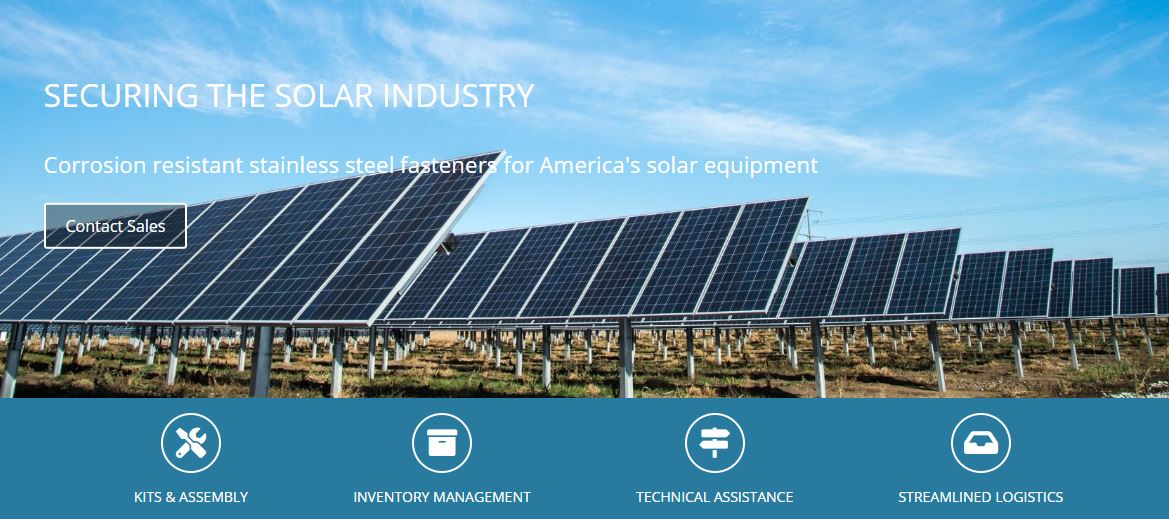 SECURING THE SOLAR INDUSTRY
Corrosion resistant stainless steel fasteners for America's solar equipment
Contact Sales
KITS & ASSEMBLY
INVENTORY MANAGEMENT
TECHNICAL ASSISTANCE
STREAMLINED LOGISTICS